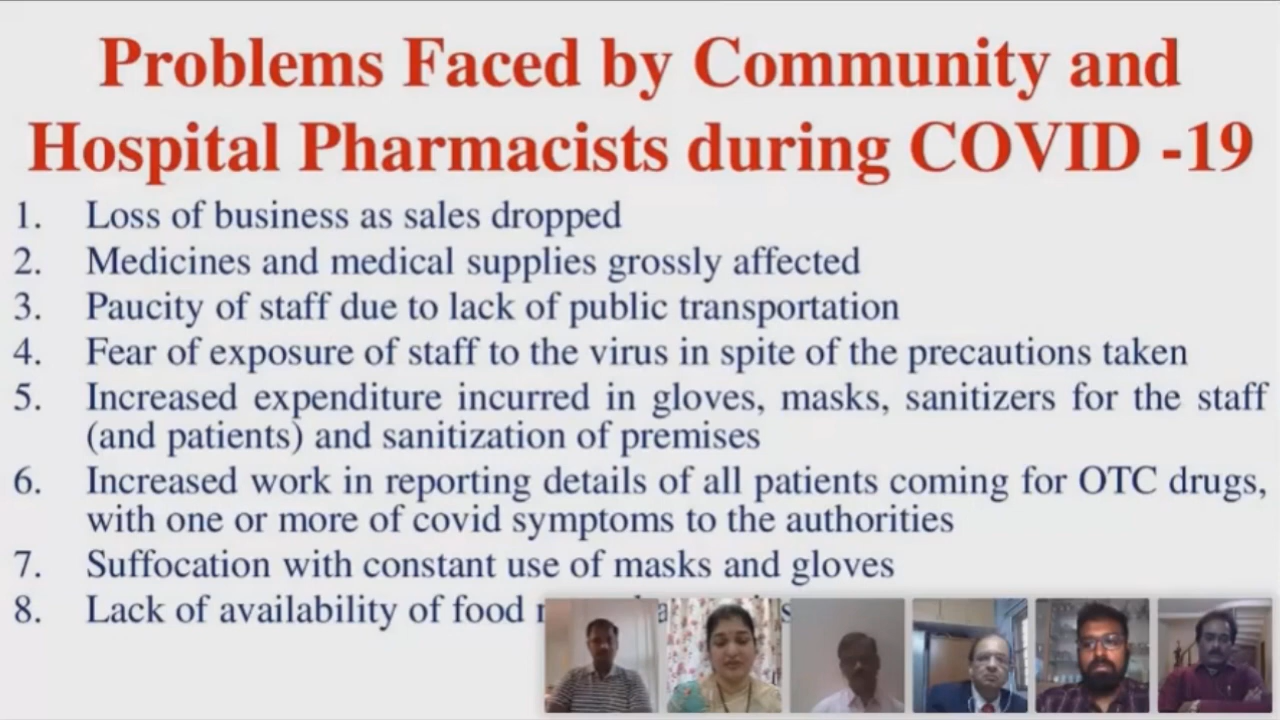 Problems Faced by Community and
Hospital Pharmacists during COVID -19
1. Loss of business as sales dropped
2. Medicines and medical supplies grossly affected
3. Paucity of staff due to lack of public transportation
4. Fear of exposure of staff to the virus in spite of the precautions taken
5. Increased expenditure incurred in gloves, masks, sanitizers for the staff
(and patients) and sanitization of premises
6. Increased work in reporting details of all patients coming for OTC drugs,
with one or more of covid symptoms to the authorities
7. Suffocation with constant use of masks and gloves
8. Lack of availability of food